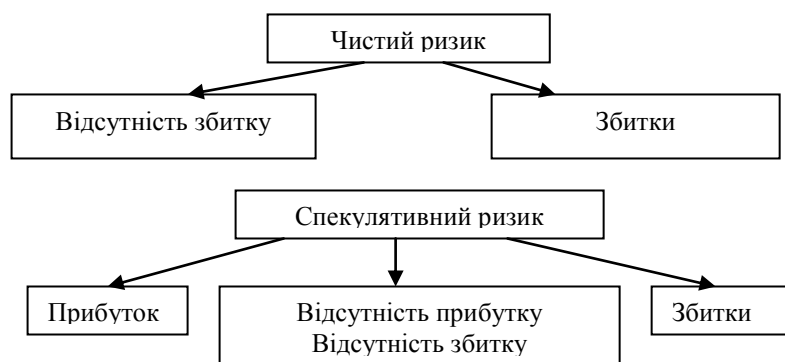 Чистий ризик
Відсутність збитку
Збитки
Спекулятивний ризик
Прибуток
Відсутність прибутку
Відсутність збитку
Збитки